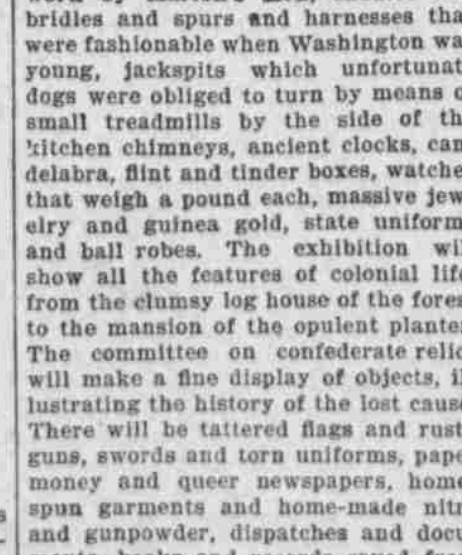 bridles and spurs and harnesses tha
were fashionable when Washington wa
young, jackspits which unfortunat
dogs were obliged to turn by means o
small treadmills by the side of th
kitchen chimneys, ancient clocks, can
delabra, flint and tinder boxes, watche
that weigh a pound each, massive jew
elry and guinea gold, state uniform
and ball robes. The exhibition wil
show all the features of colonial life
from the clumsy log house of the fores
to the mansion of the opulent planter
The committee on confederate relic
will make a fine display of objects, il
lustrating the history of the lost cause
There will be tattered flags and rust
guns, swords and torn uniforms, pape
money and queer newspapers, home
spun garments and home-made nitr
and gunpowder, dispatches and docu